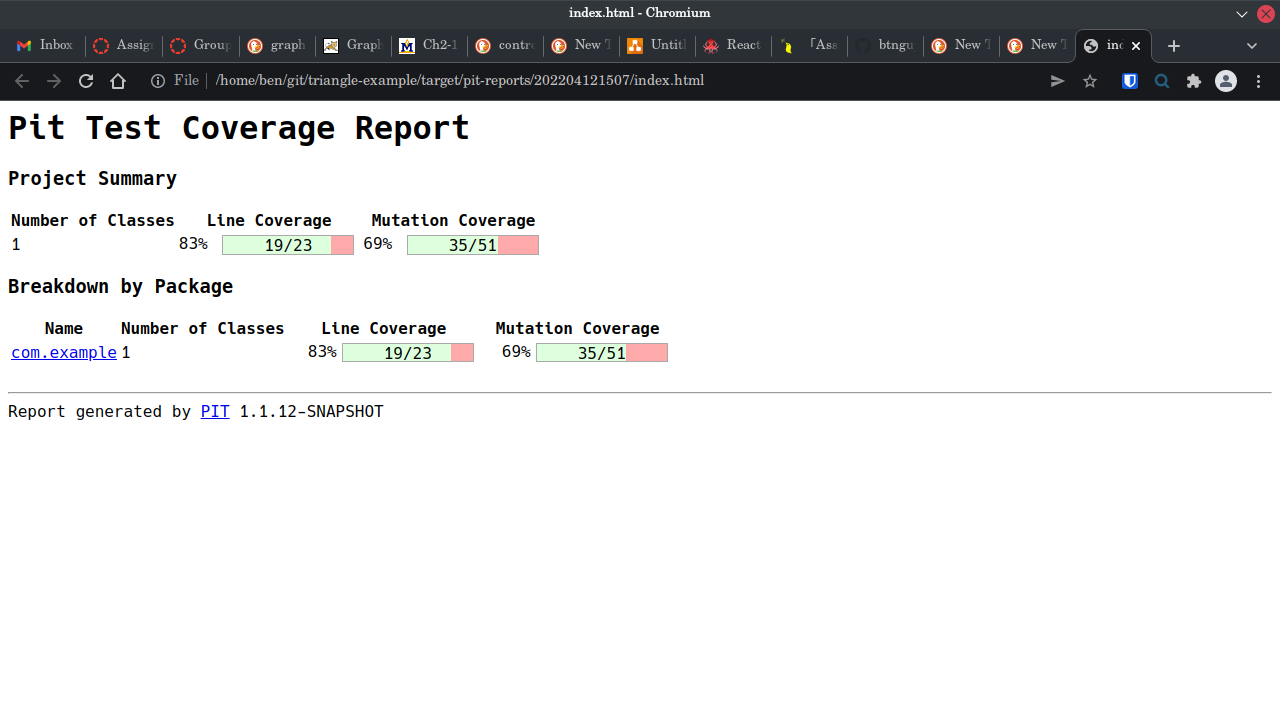 index.html - Chromium
Inbox Assig Group graph Graph Ch2-1 contro New T Untitl React 「Ass btngu New T New T ind
File /home/ben/git/triangle-example/target/pit-reports/202204121507/index.html
Pit Test Coverage Report
Project Summary
Number of Classes Line Coverage Mutation Coverage
1 83% 19/23 69% 35/51
Breakdown by Package
Name Number of Classes Line Coverage Mutation Coverage
com.example 1 83% 19/23 69% 35/51
Report generated by PIT 1.1.12-SNAPSHOT